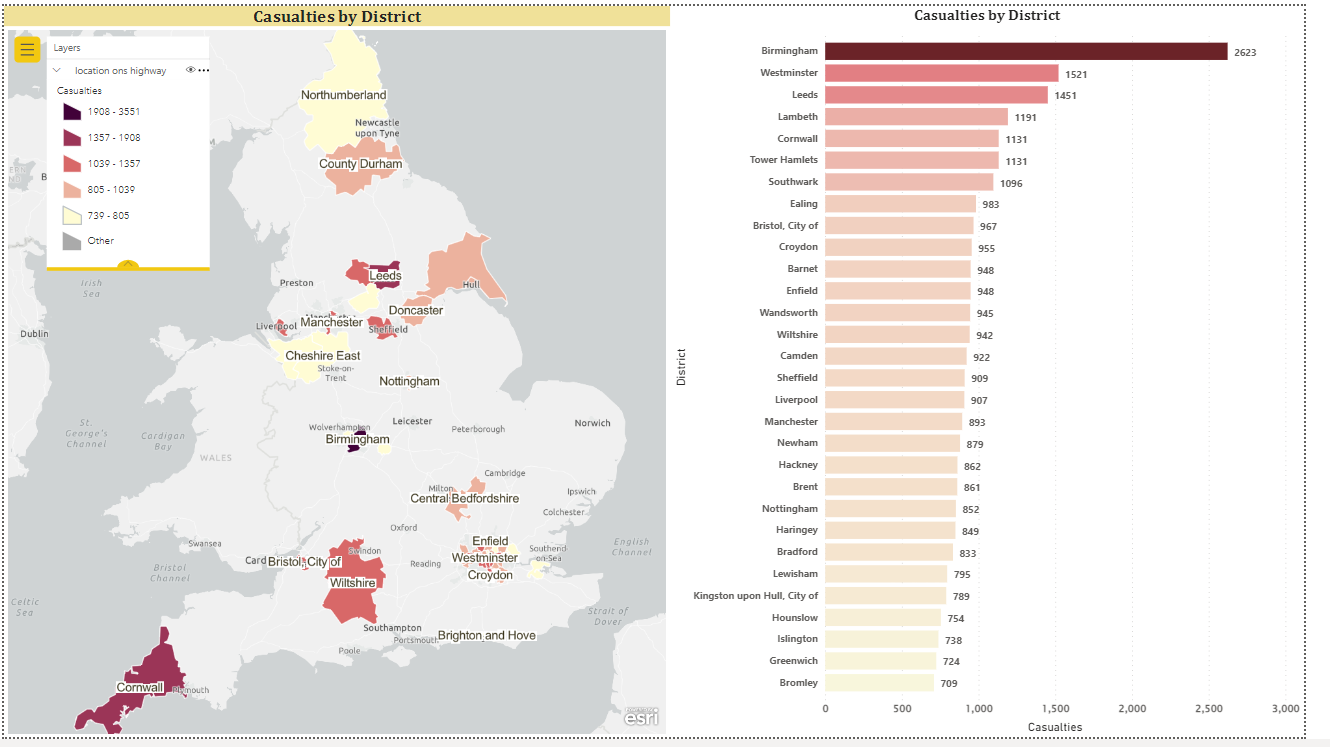 Casualties by District
Layers
location ons highway
Casualties
1908 - 3551
1357 - 1908
1039 - 1357
805 - 1039
739 - 805
Other
Northumberland
Newcastle
upon Tyne
County Durham
Irish
Sea
Preston
Leeds
Hull
Doncaster
Liverpool
Manchester
Sheffield
Dublin
Cheshire East
Stoke-on-
Trent
Nottingham
St.
George's
Channel
Cardigan
Bay
WALES
Wolverhampton
Birmingham
Leicester
Peterborough
Norwich
Cambridge
Milton
Central Bedfordshire
Ipswich
Colchester
Oxford
Enfield
Swansea
Bristol, City of
Swindon
Reading
Westminster
Southend-
on-Sea
English
Channel
Bristol
Channel
Wiltshire
Croydon
Celtic
Sea
Strait of
Dover
Southampton
Portsmouth
Brighton and Hove
Poole
Cornwall
Plymouth
esri
Casualties by District
District
Birmingham 2623
Westminster 1521
Leeds 1451
Lambeth 1191
Cornwall 1131
Tower Hamlets 1131
Southwark 1096
Ealing 983
Bristol, City of 967
Croydon 955
Barnet 948
Enfield 948
Wandsworth 945
Wiltshire 942
Camden 922
Sheffield 909
Liverpool 907
Manchester 893
Newham 879
Hackney 862
Brent 861
Nottingham 852
Haringey 849
Bradford 833
Lewisham 795
Kingston upon Hull, City of 789
Hounslow 754
Islington 738
Greenwich 724
Bromley 709
0 500 1,000 1,500 2,000 2,500 3,000
Casualties